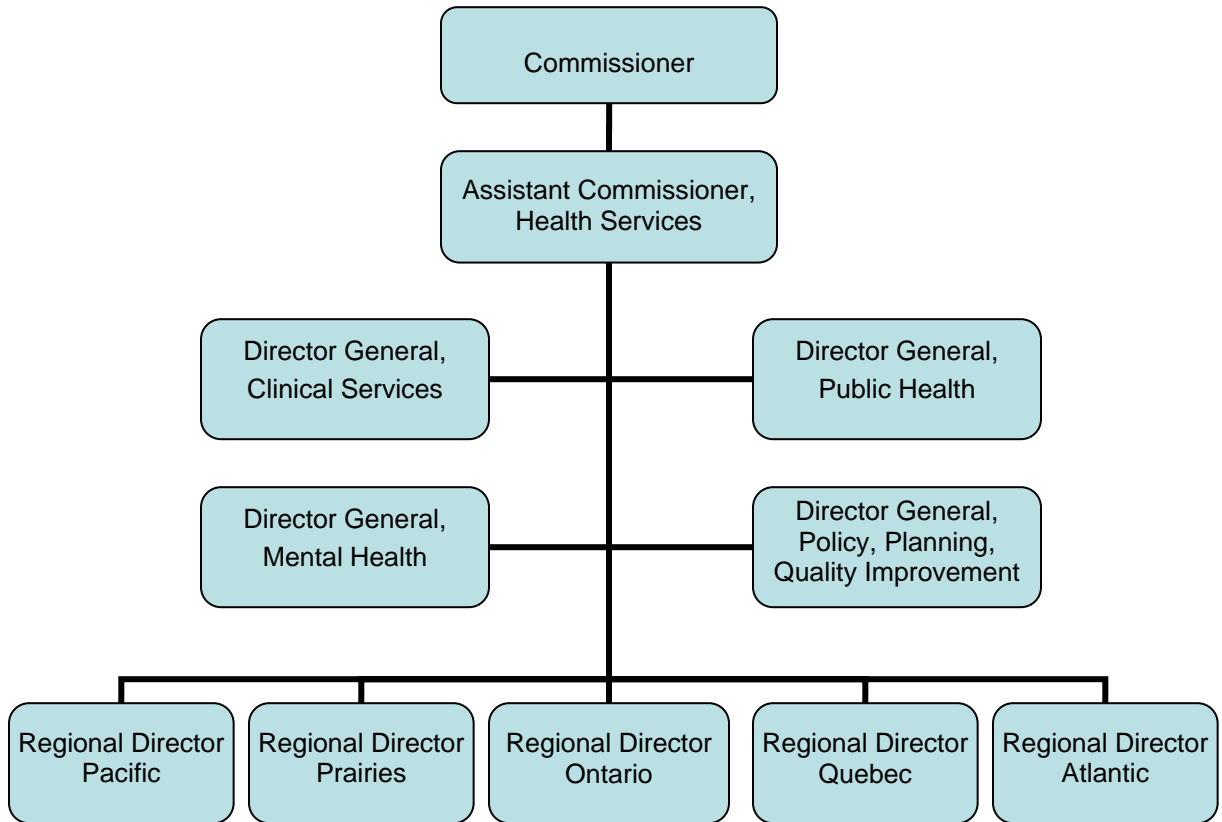 Commissioner
Assistant Commissioner,
Health Services
Director General,
Clinical Services
Director General,
Public Health
Director General,
Mental Health
Director General,
Policy, Planning,
Quality Improvement
Regional Director
Pacific
Regional Director
Prairies
Regional Director
Ontario
Regional Director
Quebec
Regional Director
Atlantic